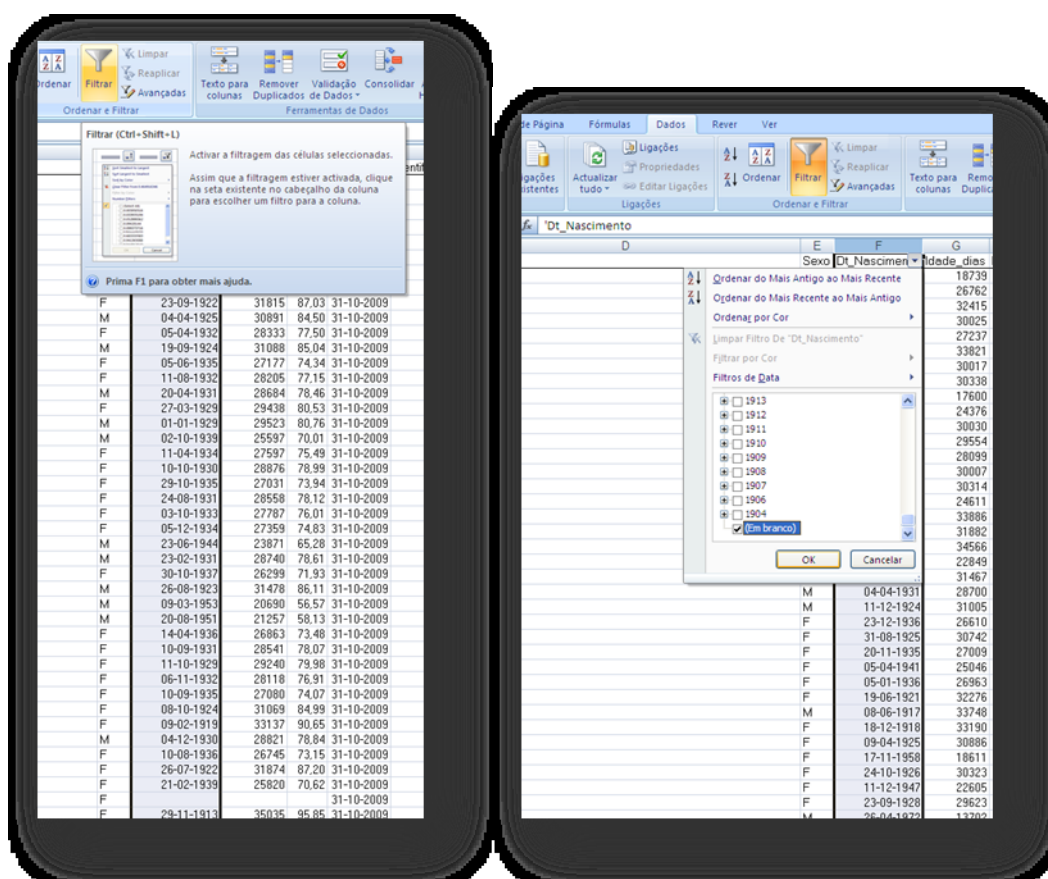 Ordenar Filtrar Limpar
Reaplicar
Avançadas
Texto para colunas Remover Duplicados Validação de Dados Consolidar
Ordenar e Filtrar Ferramentas de Dados
Filtrar (Ctrl+Shift+L)
Activar a filtragem das células seleccionadas.
Assim que a filtragem estiver activada, clique
na seta existente no cabeçalho da coluna
para escolher um filtro para a coluna.
Prima F1 para obter mais ajuda.
F 23-09-1922 31815 87,03 31-10-2009
M 04-04-1925 30891 84,50 31-10-2009
F 05-04-1932 28333 77,50 31-10-2009
M 19-09-1924 31088 85,04 31-10-2009
F 05-06-1935 27177 74,34 31-10-2009
F 11-08-1932 28205 77,15 31-10-2009
M 20-04-1931 28684 78,46 31-10-2009
F 27-03-1929 29438 80,53 31-10-2009
M 01-01-1929 29523 80,76 31-10-2009
M 02-10-1939 25597 70,01 31-10-2009
F 11-04-1934 27597 75,49 31-10-2009
F 10-10-1930 28876 78,99 31-10-2009
F 29-10-1935 27031 73,94 31-10-2009
F 24-08-1931 28558 78,12 31-10-2009
F 03-10-1933 27787 76,01 31-10-2009
F 05-12-1934 27359 74,83 31-10-2009
M 23-06-1944 23871 65,28 31-10-2009
M 23-02-1931 28740 78,61 31-10-2009
F 30-10-1937 26299 71,93 31-10-2009
M 26-08-1923 31478 86,11 31-10-2009
M 09-03-1953 20690 56,57 31-10-2009
M 20-08-1951 21257 58,13 31-10-2009
F 14-04-1936 26863 73,48 31-10-2009
F 10-09-1931 28541 78,07 31-10-2009
F 11-10-1929 29240 79,98 31-10-2009
F 06-11-1932 28118 76,91 31-10-2009
F 10-09-1935 27080 74,07 31-10-2009
F 08-10-1924 31069 84,99 31-10-2009
F 09-02-1919 33137 90,65 31-10-2009
M 04-12-1930 28821 78,84 31-10-2009
F 10-08-1936 26745 73,15 31-10-2009
F 26-07-1922 31874 87,20 31-10-2009
F 21-02-1939 25820 70,62 31-10-2009
F 31-10-2009
F 29-11-1913 35035 95,85 31-10-2009
de Página Fórmulas Dados Rever Ver
Actualizar tudo Ligações
Propriedades
Editar Ligações
Ordenar Filtrar Limpar
Reaplicar
Avançadas
Texto para colunas
Ligações Ordenar e Filtrar
fx 'Dt_Nascimento
D E F G
Sexo Dt_Nascimen Idade_dias
Ordenar do Mais Antigo ao Mais Recente
Ordenar do Mais Recente ao Mais Antigo
Ordenar por Cor
Limpar Filtro De "Dt_Nascimento"
Filtrar por Cor
Filtros de Data
1913
1912
1911
1910
1909
1908
1907
1906
1904
(Em branco)
OK Cancelar
18739
26762
32415
30025
27237
33821
30017
30338
17600
24376
30030
29554
28099
30007
30314
24611
33886
31882
34566
22849
31467
M 04-04-1931 28700
M 11-12-1924 31005
F 23-12-1936 26610
F 31-08-1925 30742
F 20-11-1935 27009
F 05-04-1941 25046
F 05-01-1936 26963
F 19-06-1921 32276
M 08-06-1917 33748
F 18-12-1918 33190
F 09-04-1925 30886
F 17-11-1958 18611
F 24-10-1926 30323
F 11-12-1947 22605
F 23-09-1928 29623
M 26-04-1972 13702